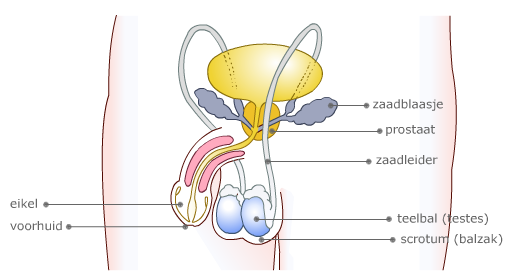 zaadblaasje
prostaat
zaadleider
eikel
voorhuid
teelbal (testes)
scrotum (balzak)